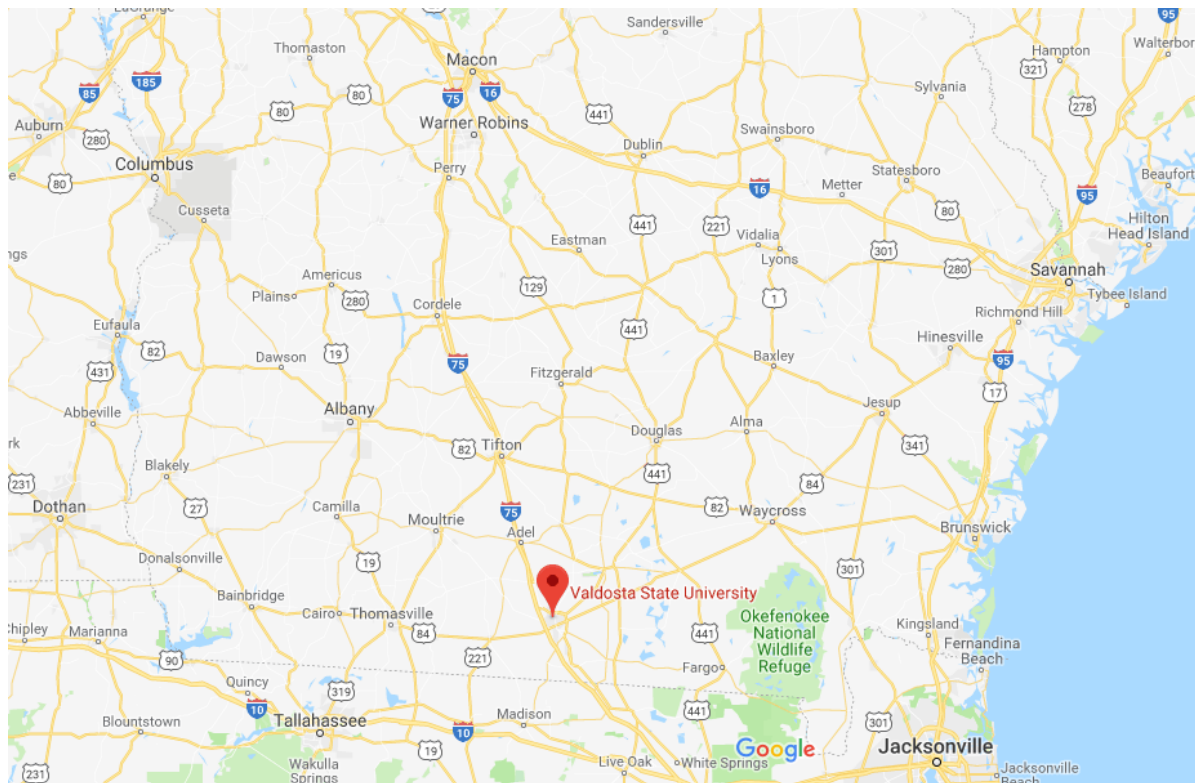 LaGrange
Sandersville
95
Thomaston
Macon
Hampton
Walterbor
321
185
85
75
16
80
80
441
Sylvania
278
Auburn
280
Warner Robins
Swainsboro
Dublin
Columbus
Perry
Statesboro
Beaufort
80
16
Metter
95
Cusseta
80
Hilton
Head Island
441
221
Vidalia
Eastman
Lyons
301
ngs
280
Savannah
Americus
129
Plains
280
Cordele
1
Tybee Island
Richmond Hill
Eufaula
441
Hinesville
82
19
Dawson
75
Baxley
95
431
Fitzgerald
17
Abbeville
Albany
Jesup
Alma
Douglas
rk
82
Tifton
341
Blakely
441
231
84
27
Camilla
82
Dothan
75
Moultrie
Waycross
Adel
Brunswick
Donalsonville
19
301
Bainbridge
Valdosta State University
Cairo
Thomasville
Okefenokee
National
Wildlife
Refuge
Chipley
Marianna
84
441
Kingsland
Fernandina
Beach
90
221
Fargo
Quincy
319
10
441
Blountstown
Tallahassee
Madison
301
10
19
Google
Jacksonville
Wakulla
Springs
231
Live Oak
White Springs
Jacksonville
Beach